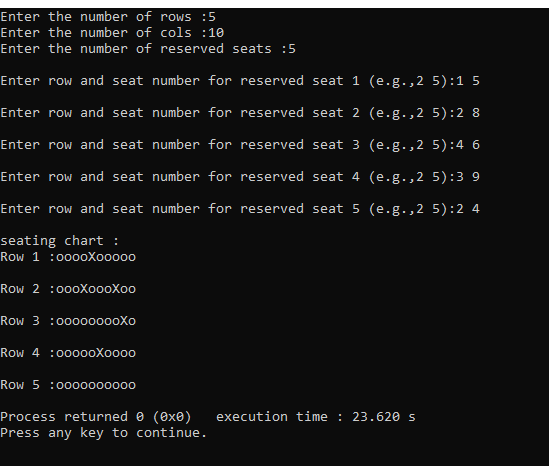 Enter the number of rows :5
Enter the number of cols :10
Enter the number of reserved seats :5
Enter row and seat number for reserved seat 1 (e.g.,2 5):1 5
Enter row and seat number for reserved seat 2 (e.g.,2 5):2 8
Enter row and seat number for reserved seat 3 (e.g.,2 5):4 6
Enter row and seat number for reserved seat 4 (e.g.,2 5):3 9
Enter row and seat number for reserved seat 5 (e.g.,2 5):2 4
seating chart :
Row 1 :ooooXooooo
Row 2 :oooXoooXoo
Row 3 :ooooooooXo
Row 4 :oooooXoooo
Row 5 :oooooooooo
Process returned 0 (0x0)   execution time : 23.620 s
Press any key to continue.